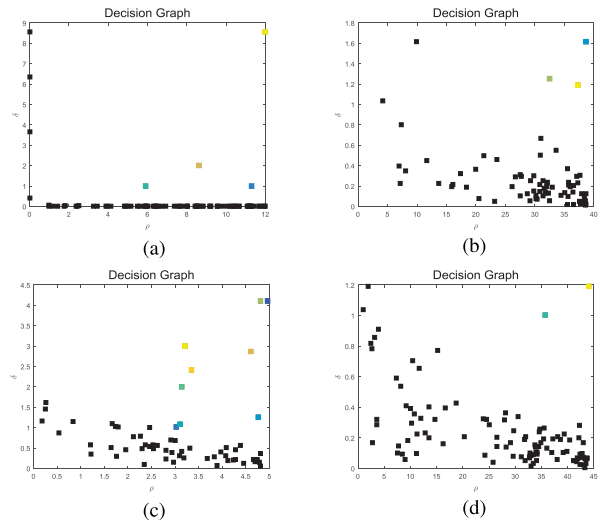 Decision Graph
9
8
7
6
5
4
3
2
1
0
δ
0 2 4 6 8 10 12
ρ
(a)
Decision Graph
1.8
1.6
1.4
1.2
1
0.8
0.6
0.4
0.2
0
δ
0 5 10 15 20 25 30 35 40
ρ
(b)
Decision Graph
4.5
4
3.5
3
2.5
2
1.5
1
0.5
0
δ
0 0.5 1 1.5 2 2.5 3 3.5 4 4.5 5
ρ
(c)
Decision Graph
1.2
1
0.8
0.6
0.4
0.2
0
δ
0 5 10 15 20 25 30 35 40 45
ρ
(d)